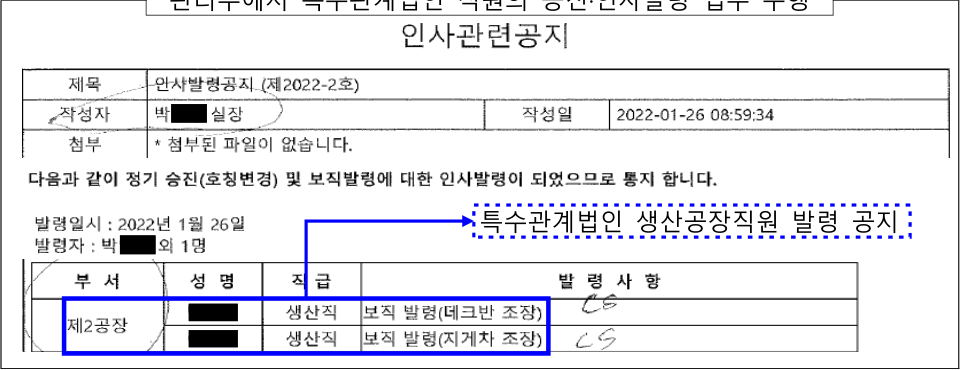 관리부에서 특수관계법인 직원의 승진·인사발령 업무 수행
인사관련공지
제목 인사발령공지 (제2022-2호)
작성자 박 실장 작성일 2022-01-26 08:59:34
첨부 * 첨부된 파일이 없습니다.
다음과 같이 정기 승진(호칭변경) 및 보직발령에 대한 인사발령이 되었으므로 통지 합니다.
발령일시 : 2022년 1월 26일
특수관계법인 생산공장직원 발령 공지
발령자 : 박 외 1명
부 서 성 명 직 급 발 령 사 항
제2공장 생산직 보직 발령(데크반 조장) CS
생산직 보직 발령(지게차 조장) CS